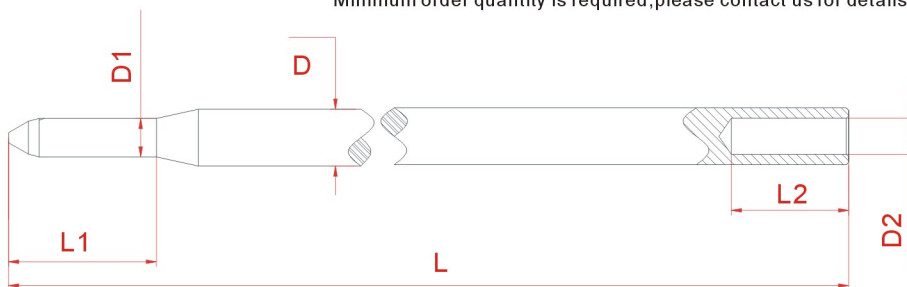 Minimum order quantity is required,please contact us for details
D1
D
L2
D2
L1
L